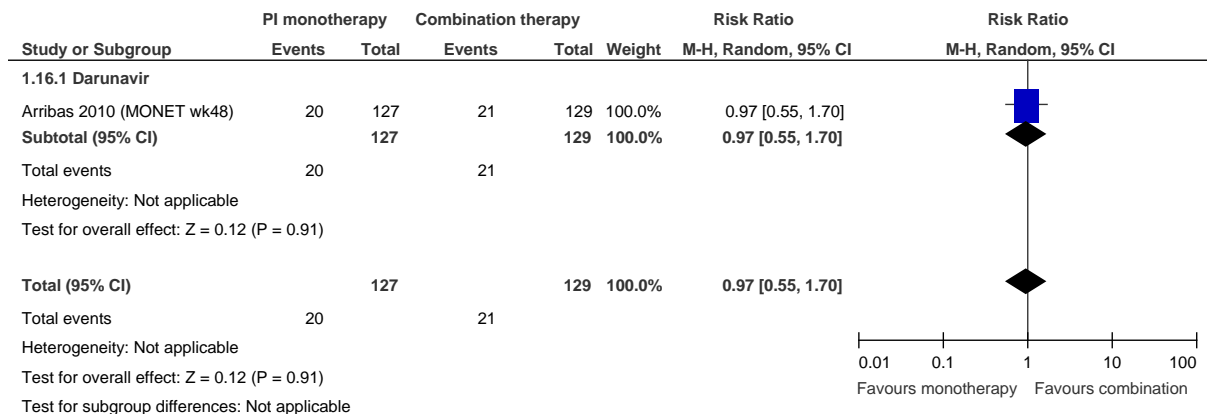 PI monotherapy Combination therapy Risk Ratio Risk Ratio
Study or Subgroup Events Total Events Total Weight M-H, Random, 95% CI M-H, Random, 95% CI
1.16.1 Darunavir
Arribas 2010 (MONET wk48) 20 127 21 129 100.0% 0.97 [0.55, 1.70]
Subtotal (95% CI) 127 129 100.0% 0.97 [0.55, 1.70]
Total events 20 21
Heterogeneity: Not applicable
Test for overall effect: Z = 0.12 (P = 0.91)
Total (95% CI) 127 129 100.0% 0.97 [0.55, 1.70]
Total events 20 21
Heterogeneity: Not applicable
Test for overall effect: Z = 0.12 (P = 0.91)
Test for subgroup differences: Not applicable
0.01 0.1 1 10 100
Favours monotherapy Favours combination